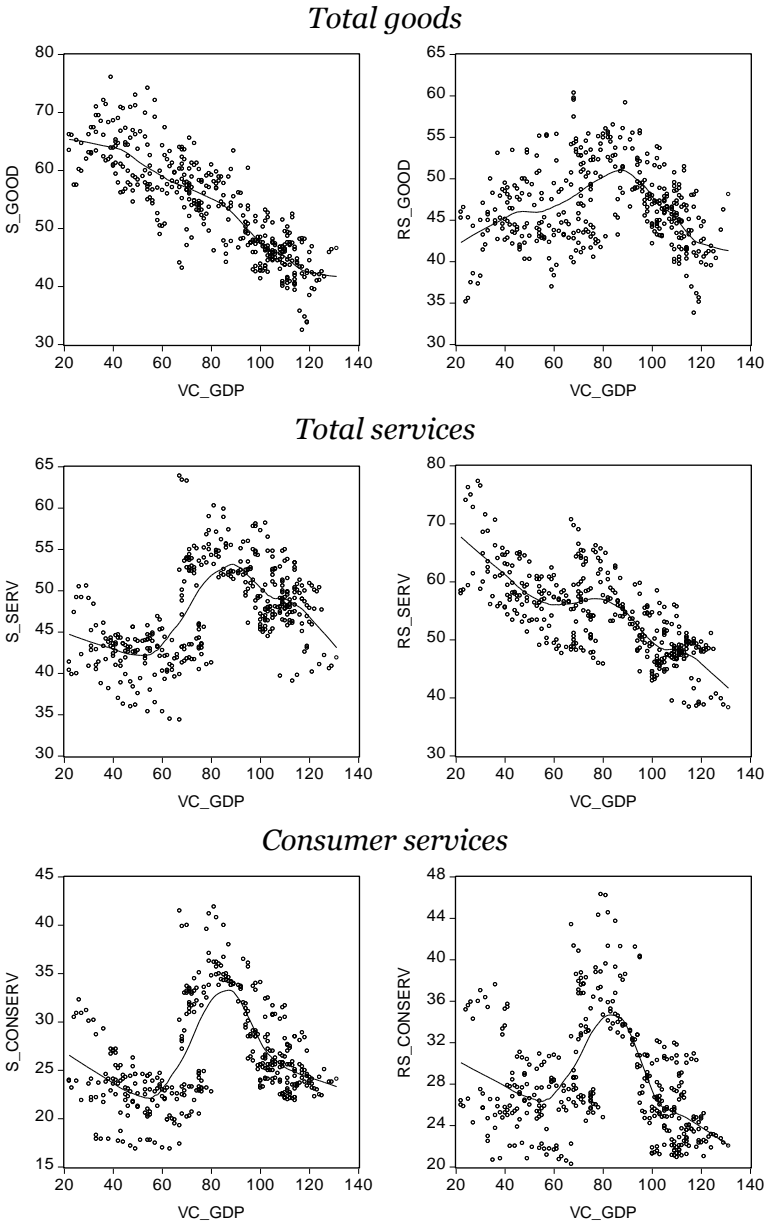 Total goods
80
70
60
50
40
30
S_GOOD
20 40 60 80 100 120 140
VC_GDP
65
60
55
50
45
40
35
30
RS_GOOD
20 40 60 80 100 120 140
VC_GDP
Total services
65
60
55
50
45
40
35
30
S_SERV
20 40 60 80 100 120 140
VC_GDP
80
70
60
50
40
30
RS_SERV
20 40 60 80 100 120 140
VC_GDP
Consumer services
45
40
35
30
25
20
15
S_CONSERV
20 40 60 80 100 120 140
VC_GDP
48
44
40
36
32
28
24
20
RS_CONSERV
20 40 60 80 100 120 140
VC_GDP